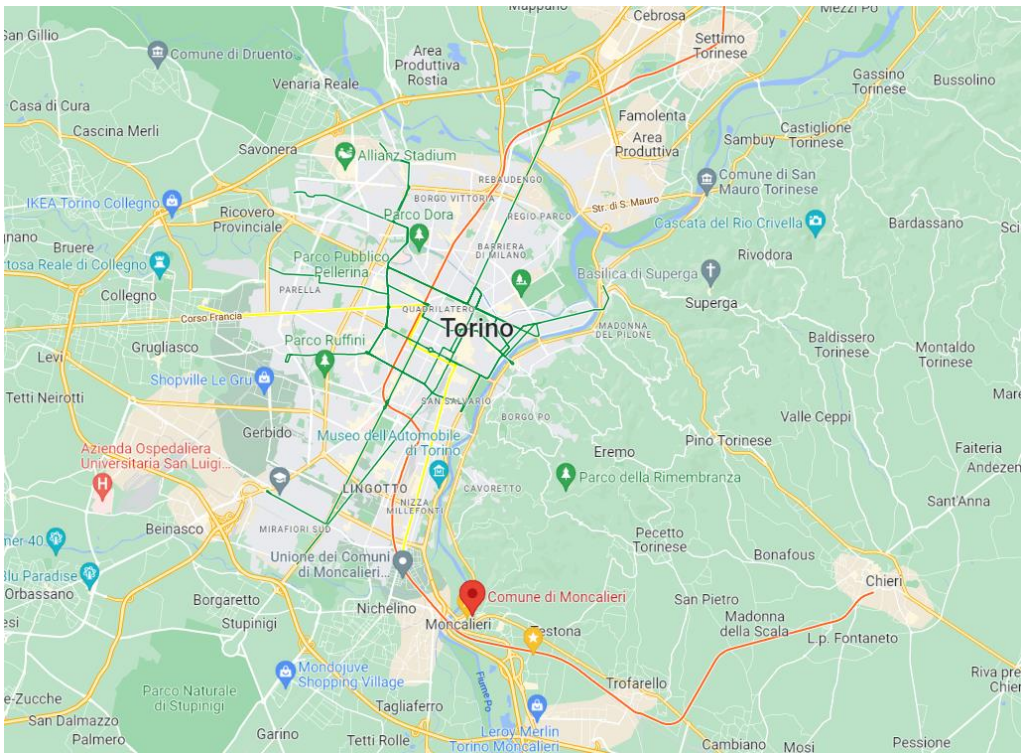 Mappano
Cebrosa
Mezzi Po
San Gillio
Comune di Druento
Area
Produttiva
Rostia
Settimo
Torinese
Venaria Reale
Gassino
Torinese
Bussolino
Casa di Cura
Cascina Merli
Famolenta
Area
Produttiva
Sambuy
Castiglione
Torinese
Savonera
Allianz Stadium
REBAUDENGO
Comune di San
Mauro Torinese
IKEA Torino Collegno
BORGO VITTORIA
Str. di S. Mauro
Ricovero
Provinciale
Parco Dora
REGIO PARCO
Cascata del Rio Crivella
Bardassano
Bruere
BARRIERA
DI MILANO
Parco Pubblico
Pellerina
Rivodora
tosa Reale di Collegno
Basilica di Superga
Collegno
PARELLA
Superga
Corso Francia
QUADRILATERO
Torino
MADONNA
DEL PILONE
Grugliasco
Parco Ruffini
Baldissero
Torinese
Montaldo
Torinese
Levi
Shopville Le Gru
Tetti Neirotti
SAN SALVARIO
BORGO PO
Valle Ceppi
Gerbido
Museo dell'Automobile
di Torino
Pino Torinese
Azienda Ospedaliera
Universitaria San Luigi...
Eremo
Faiteria
Parco della Rimembranza
LINGOTTO
CAVORETTO
NIZZA
MILLEFONTI
Sant'Anna
Beinasco
MIRAFIORI SUD
Pecetto
Torinese
Bonafous
Unione dei Comuni
di Moncalieri...
Blu Paradise
Orbassano
Chieri
Borgaretto
Comune di Moncalieri
San Pietro
Nichelino
Stupinigi
Moncalieri
Testona
Madonna
della Scala
L.p. Fontaneto
Mondojuve
Shopping Village
Fiume Po
Trofarello
Parco Naturale
di Stupinigi
Tagliaferro
San Dalmazzo
Leroy Merlin
Torino Moncalieri
Palmero
Garino
Tetti Rolle
Cambiano
Mosi
Pessione